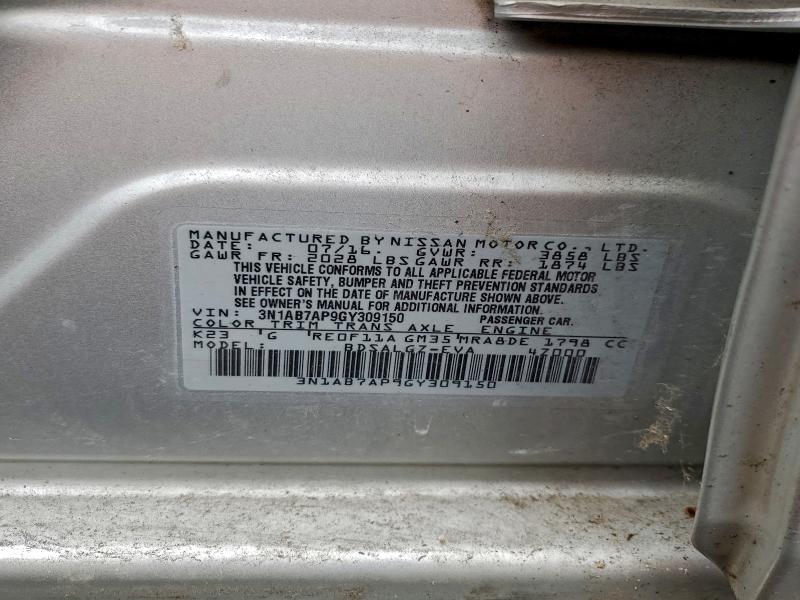 MANUFACTURED BY NISSAN MOTOR CO., LTD.
DATE: 07/16. GVWR: 3858 LBS
GAWR FR: 2028 LBS GAWR RR: 1874 LBS
THIS VEHICLE CONFORMS TO ALL APPLICABLE FEDERAL MOTOR
VEHICLE SAFETY, BUMPER AND THEFT PREVENTION STANDARDS
IN EFFECT ON THE DATE OF MANUFACTURE SHOWN ABOVE.
SEE OWNER'S MANUAL FOR ADDITIONAL INFORMATION.
VIN: 3N1AB7AP9GY309150 PASSENGER CAR.
COLOR TRIM TRANS AXLE ENGINE
K23 G RE0F11A GM35 MRA8DE 1798 CC
MODEL: BDSALGZ-EVA 4Z000
3N1AB7AP9GY309150